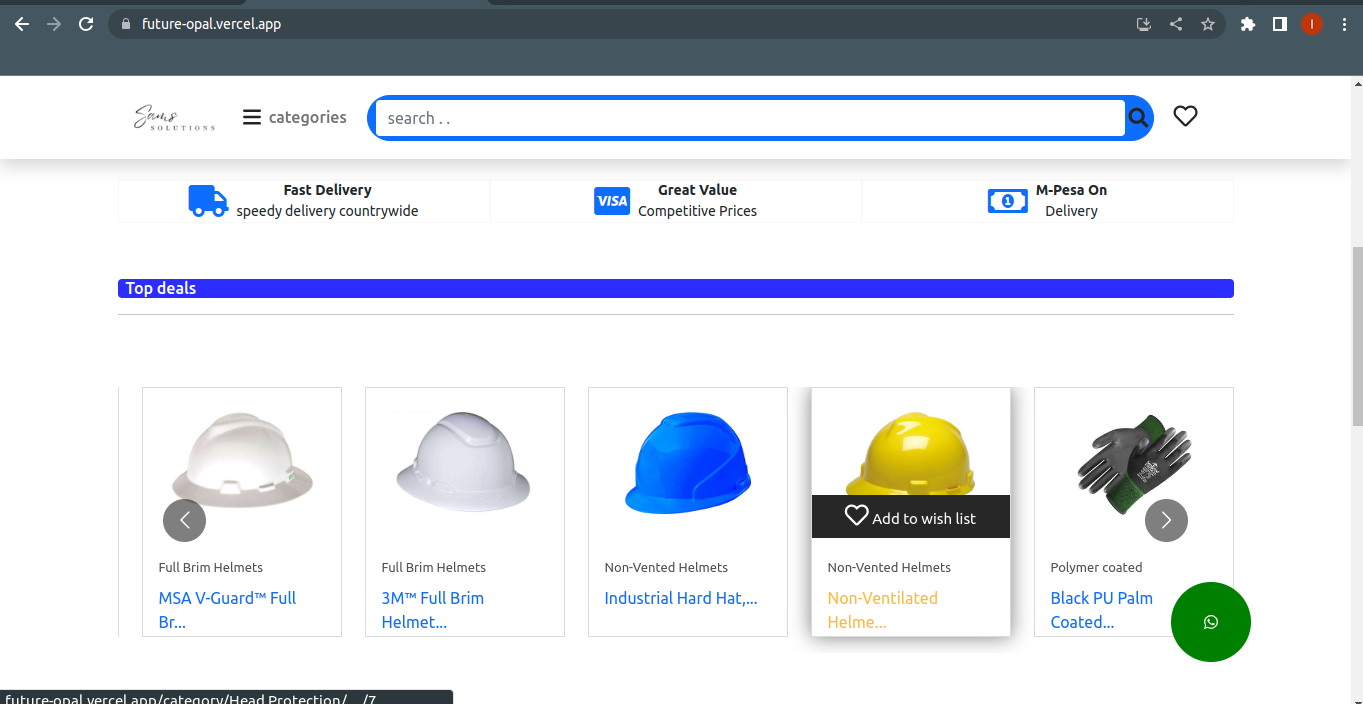 future-opal.vercel.app
I
Sams
SOLUTIONS
categories
search . .
Fast Delivery
speedy delivery countrywide
VISA
Great Value
Competitive Prices
1
M-Pesa On
Delivery
Top deals
Add to wish list
Full Brim Helmets
MSA V-Guard™ Full
Br...
Full Brim Helmets
3M™ Full Brim
Helmet...
Non-Vented Helmets
Industrial Hard Hat,...
Non-Vented Helmets
Non-Ventilated
Helme...
Polymer coated
Black PU Palm
Coated...
future-opal.vercel.app/category/Head Protection/.../7